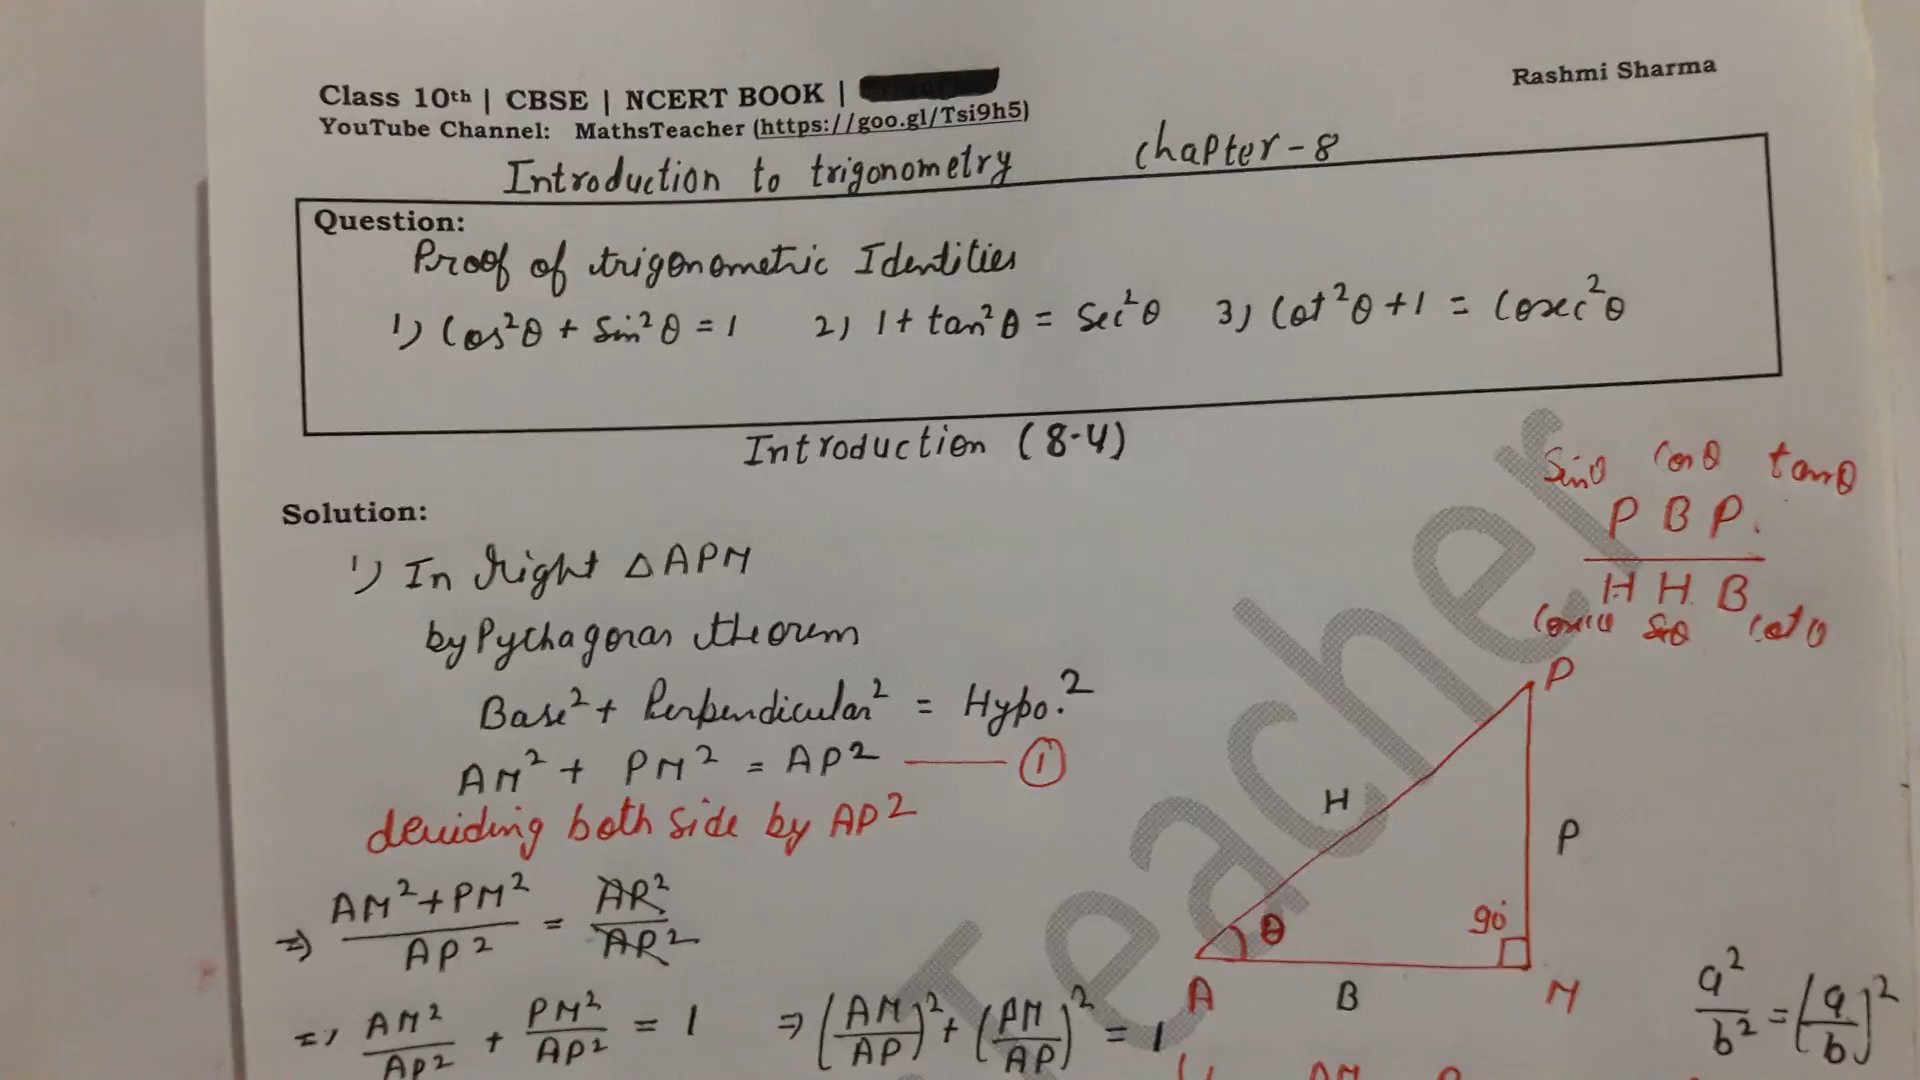 Rashmi Sharma
Class 10th | CBSE | NCERT BOOK |
YouTube Channel: MathsTeacher (https://goo.gl/Tsi9h5)
Introduction to trigonometry chapter-8
Question:
Proof of trigonometric Identities
1) Cos²θ + Sin²θ = 1 2) 1 + tan²θ = Sec²θ 3) Cot²θ + 1 = Cosec²θ
Introduction (8.4)
Solution:
1) In Right △APM
by Pythagoras theorem
Base² + Perpendicular² = Hypo.²
AM² + PM² = AP² —— ①
deviding both side by AP²
⇒ (AM² + PM²)/AP² = AP²/AP²
⇒ AM²/AP² + PM²/AP² = 1 ⇒ (AM/AP)² + (PM/AP)² = 1
Sinθ Cosθ tanθ
P B P.
H H B
Cosecθ Secθ Cotθ
P
H
P
θ
90°
A B M
a²/b² = (a/b)²
AM
Teacher